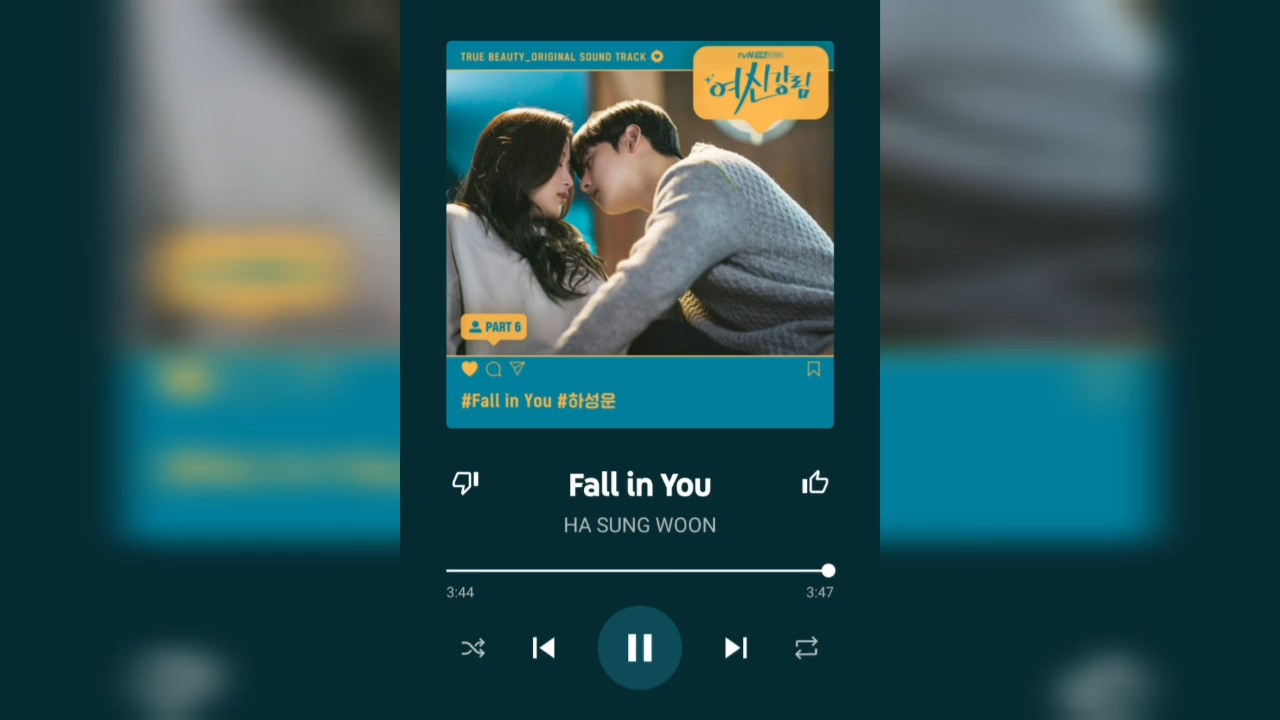 TRUE BEAUTY_ORIGINAL SOUND TRACK
tvN
여신강림
PART 6
#Fall in You #하성운
Fall in You
HA SUNG WOON
3:44
3:47